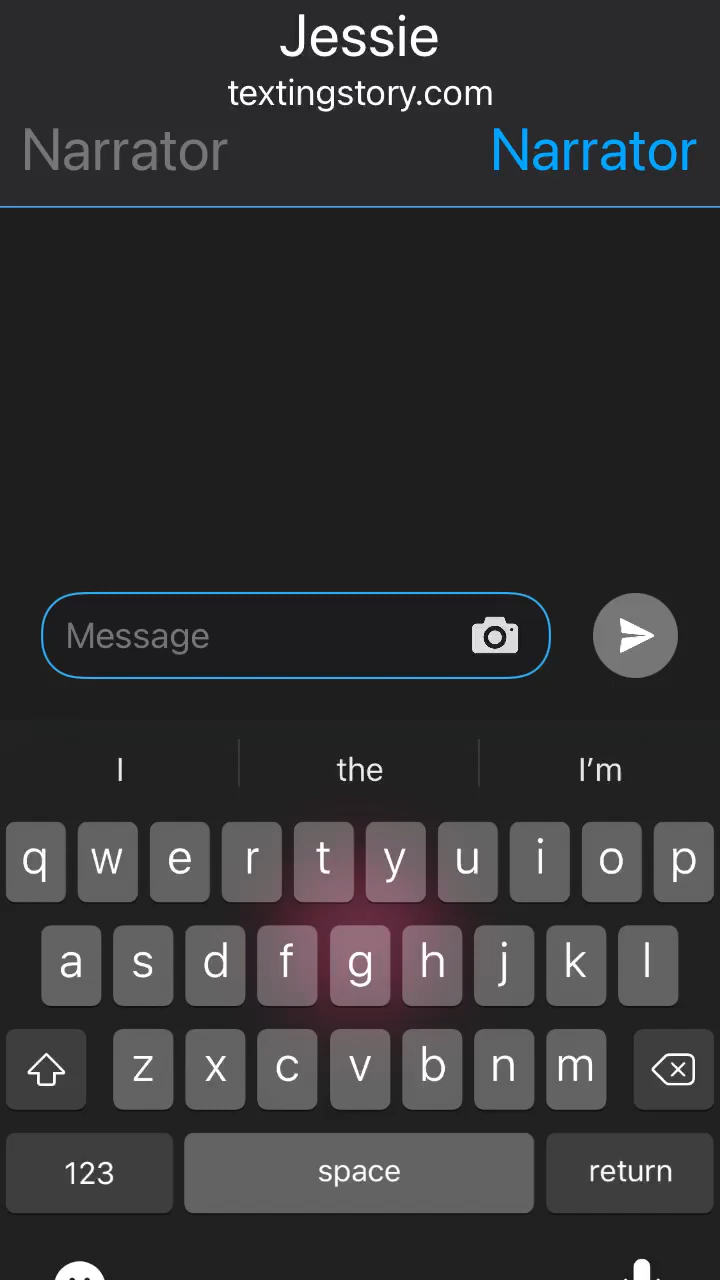 Jessie
textingstory.com
Narrator Narrator
Message
I the I’m
q w e r t y u i o p
a s d f g h j k l
z x c v b n m
123 space return